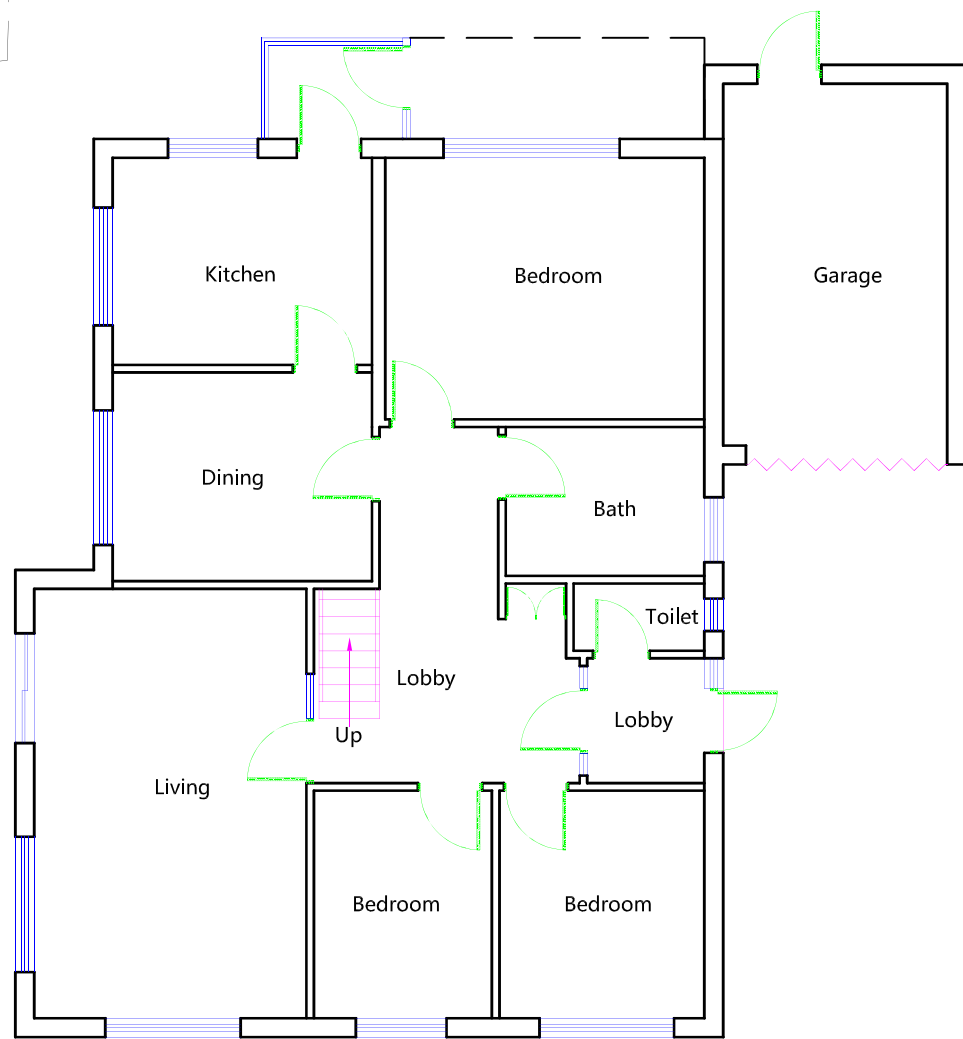 Kitchen
Bedroom
Garage
Dining
Bath
Toilet
Lobby
Lobby
Up
Living
Bedroom
Bedroom